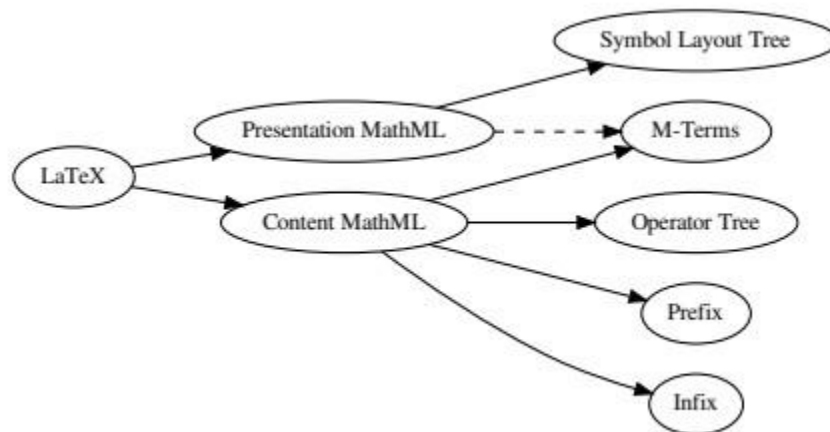 LaTeX
Presentation MathML
Content MathML
Symbol Layout Tree
M-Terms
Operator Tree
Prefix
Infix